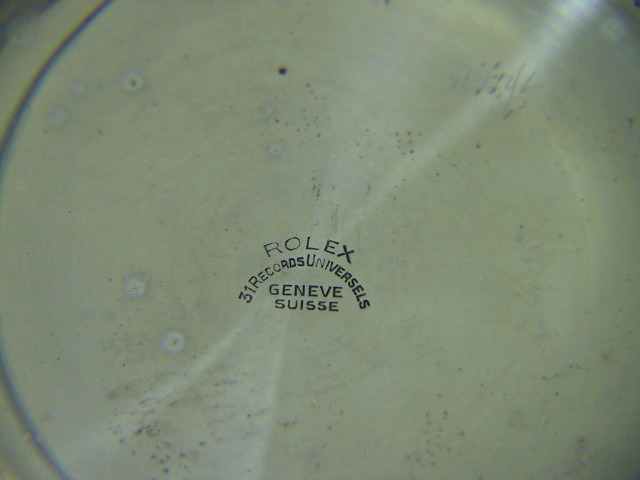 ROLEX
31 RECORDS UNIVERSELS
GENEVE
SUISSE